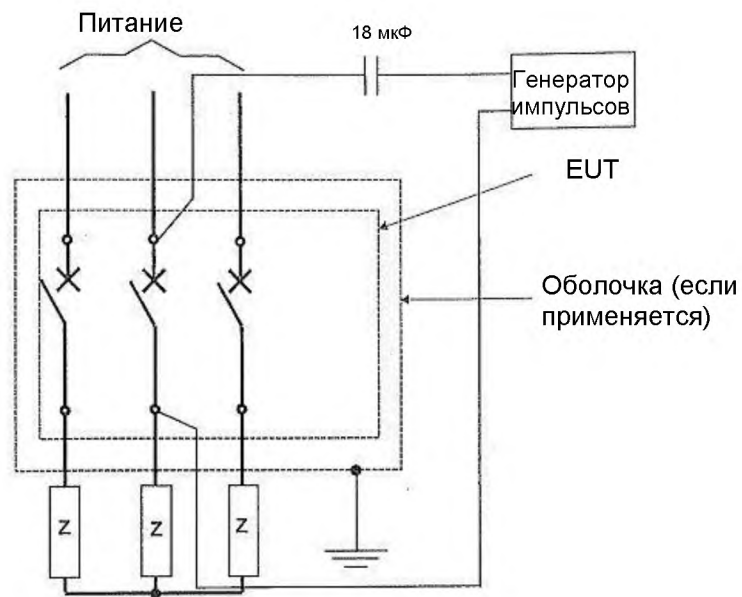 Питание
18 мкФ
Генератор
импульсов
EUT
Оболочка (если
применяется)
Z
Z
Z